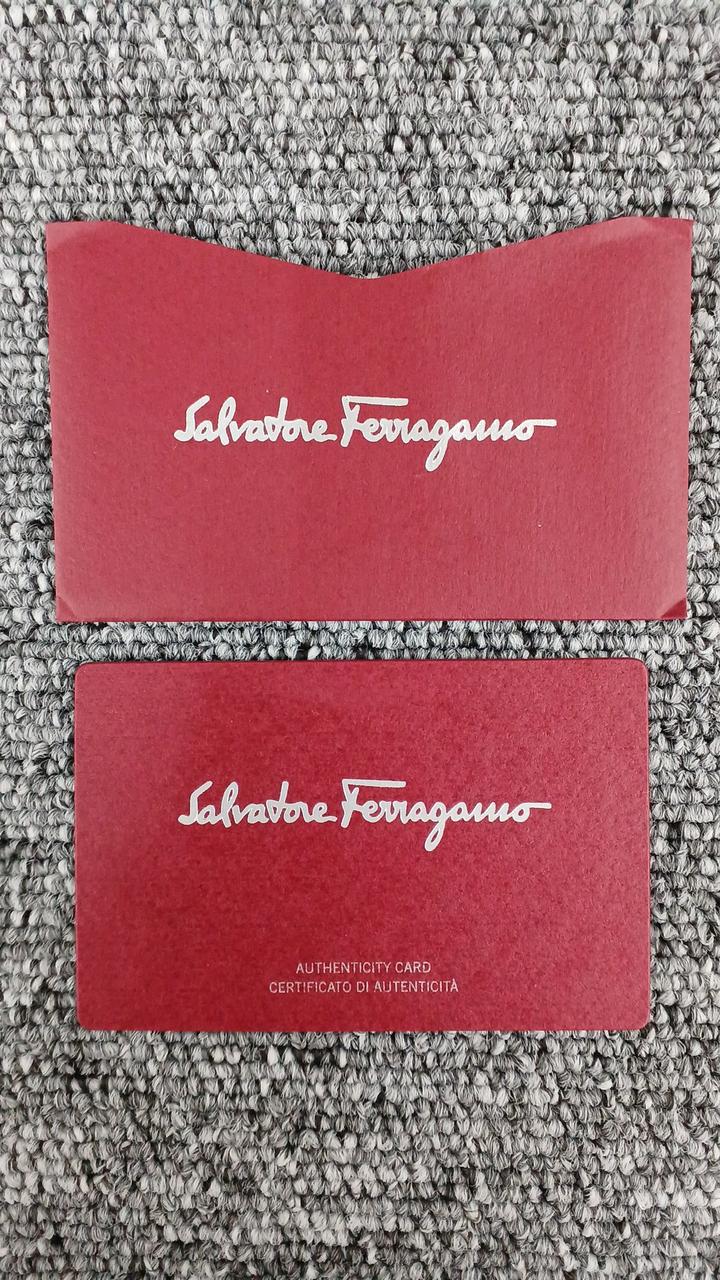 Salvatore Ferragamo
Salvatore Ferragamo
AUTHENTICITY CARD
CERTIFICATO DI AUTENTICITÀ